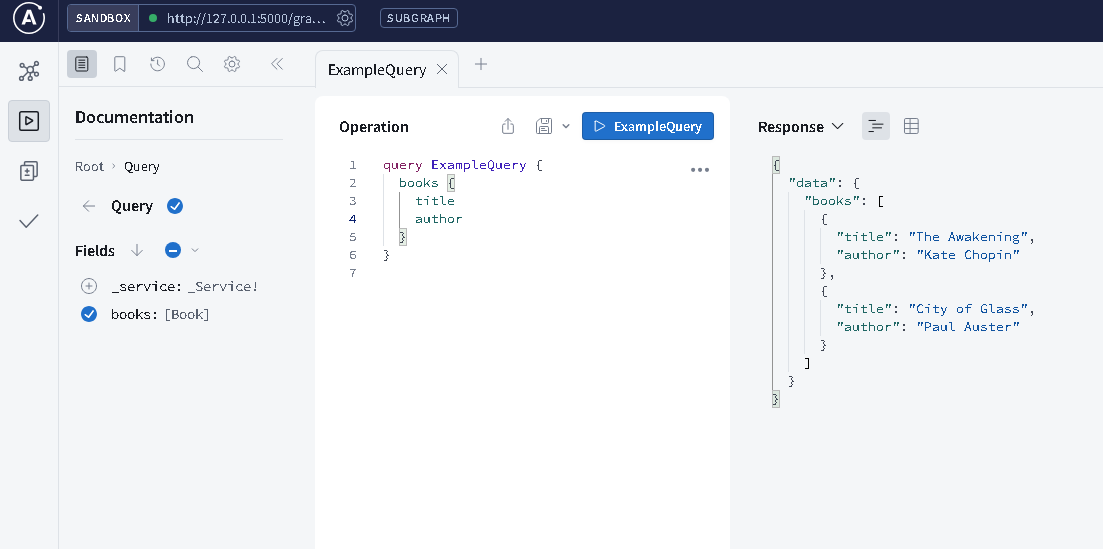 SANDBOX
http://127.0.0.1:5000/gra...
SUBGRAPH
ExampleQuery
Documentation
Root > Query
Query
Fields
_service: _Service!
books: [Book]
Operation
ExampleQuery
1 query ExampleQuery {
2 books {
3 title
4 author
5 }
6 }
7
Response
{
"data": {
"books": [
{
"title": "The Awakening",
"author": "Kate Chopin"
},
{
"title": "City of Glass",
"author": "Paul Auster"
}
]
}
}